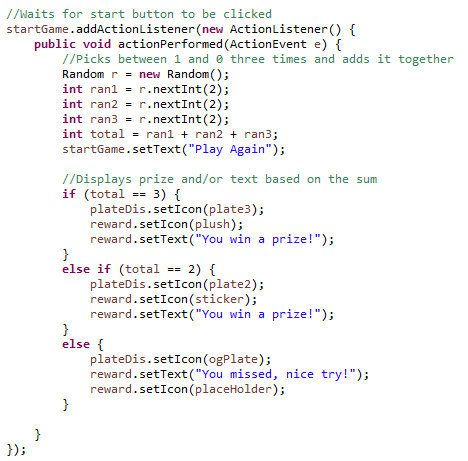 //Waits for start button to be clicked
startGame.addActionListener(new ActionListener() {
    public void actionPerformed(ActionEvent e) {
        //Picks between 1 and 0 three times and adds it together
        Random r = new Random();
        int ran1 = r.nextInt(2);
        int ran2 = r.nextInt(2);
        int ran3 = r.nextInt(2);
        int total = ran1 + ran2 + ran3;
        startGame.setText("Play Again");

        //Displays prize and/or text based on the sum
        if (total == 3) {
            plateDis.setIcon(plate3);
            reward.setIcon(plush);
            reward.setText("You win a prize!");
        }
        else if (total == 2) {
            plateDis.setIcon(plate2);
            reward.setIcon(sticker);
            reward.setText("You win a prize!");
        }
        else {
            plateDis.setIcon(ogPlate);
            reward.setText("You missed, nice try!");
            reward.setIcon(placeHolder);
        }

    }
});